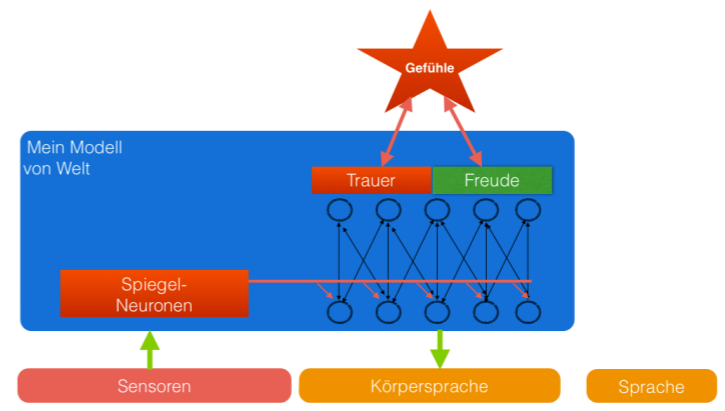 Gefühle
Mein Modell
von Welt
Trauer
Freude
Spiegel-
Neuronen
Sensoren
Körpersprache
Sprache